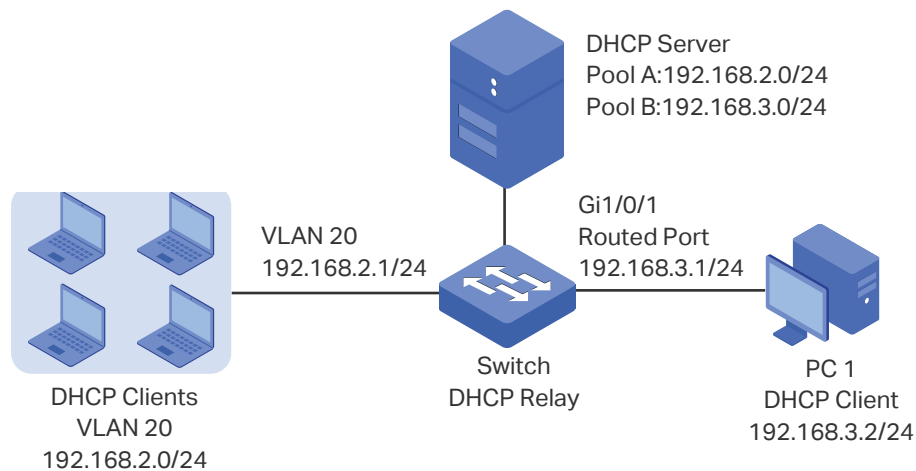 DHCP Server
Pool A:192.168.2.0/24
Pool B:192.168.3.0/24
Gi1/0/1
Routed Port
192.168.3.1/24
VLAN 20
192.168.2.1/24
Switch
DHCP Relay
PC 1
DHCP Client
192.168.3.2/24
DHCP Clients
VLAN 20
192.168.2.0/24